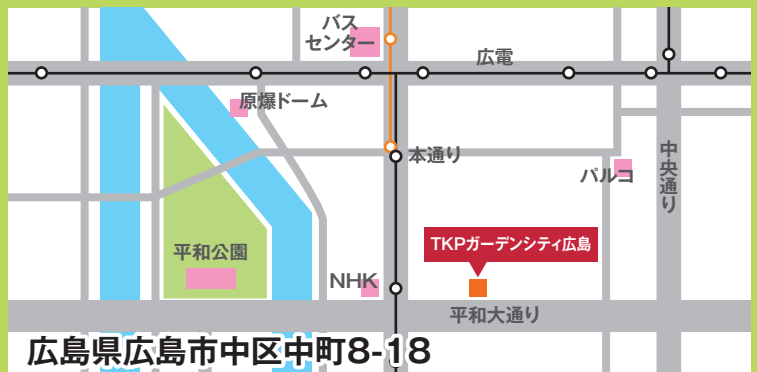 バス
センター
広電
原爆ドーム
本通り
パルコ
中央通り
TKPガーデンシティ広島
平和公園
NHK
平和大通り
広島県広島市中区中町8-18